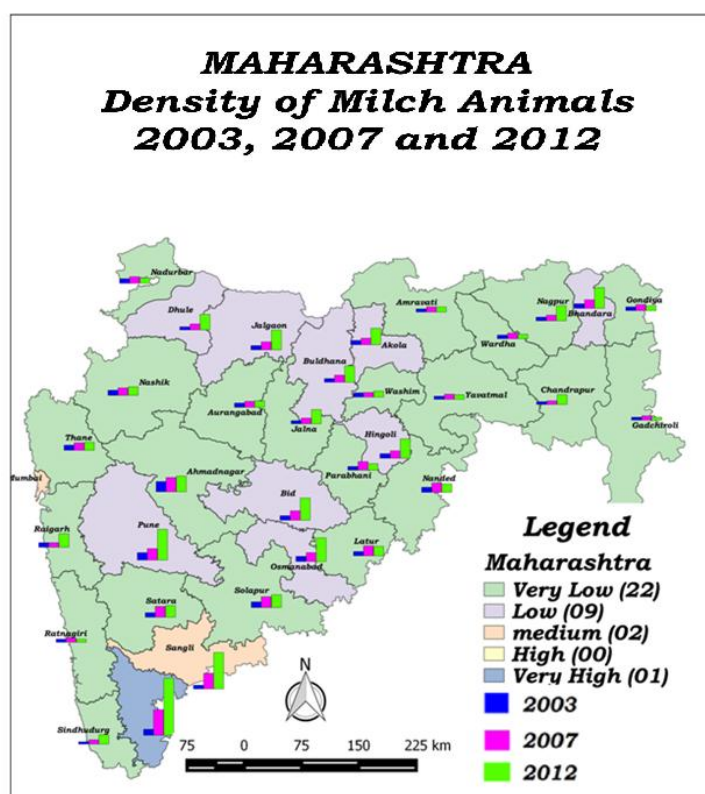 MAHARASHTRA
Density of Milch Animals
2003, 2007 and 2012
Nadurbar
Dhule
Jalgaon
Amravati
Nagpur
Gondiya
Bhandara
Akola
Wardha
Buldhana
Nashik
Washim
Yavatmal
Chandrapur
Aurangabad
Gadchiroli
Jalna
Thane
Hingoli
Ahmadnagar
Parabhani
Mumbai
Nanded
Bid
Pune
Raigarh
Latur
Osmanabad
Solapur
Satara
Ratnagiri
Sangli
Sindhudurg
Legend
Maharashtra
Very Low (22)
Low (09)
medium (02)
High (00)
Very High (01)
2003
2007
2012
N
75 0 75 150 225 km